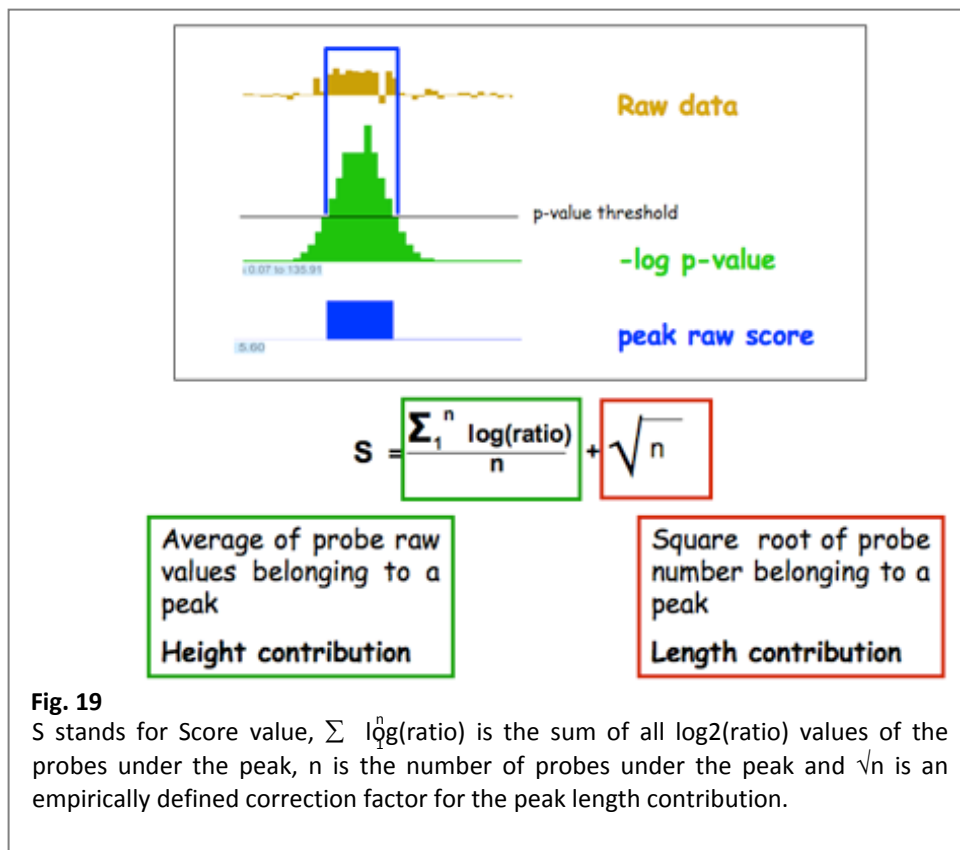 Raw data
p-value threshold
-log p-value
0.07 to 135.91
peak raw score
5.60
S = Σ₁ⁿ log(ratio) / n + √n
Average of probe raw
values belonging to a
peak
Height contribution
Square root of probe
number belonging to a
peak
Length contribution
Fig. 19
S stands for Score value, ∑ₗⁿ log(ratio) is the sum of all log2(ratio) values of the
probes under the peak, n is the number of probes under the peak and √n is an
empirically defined correction factor for the peak length contribution.